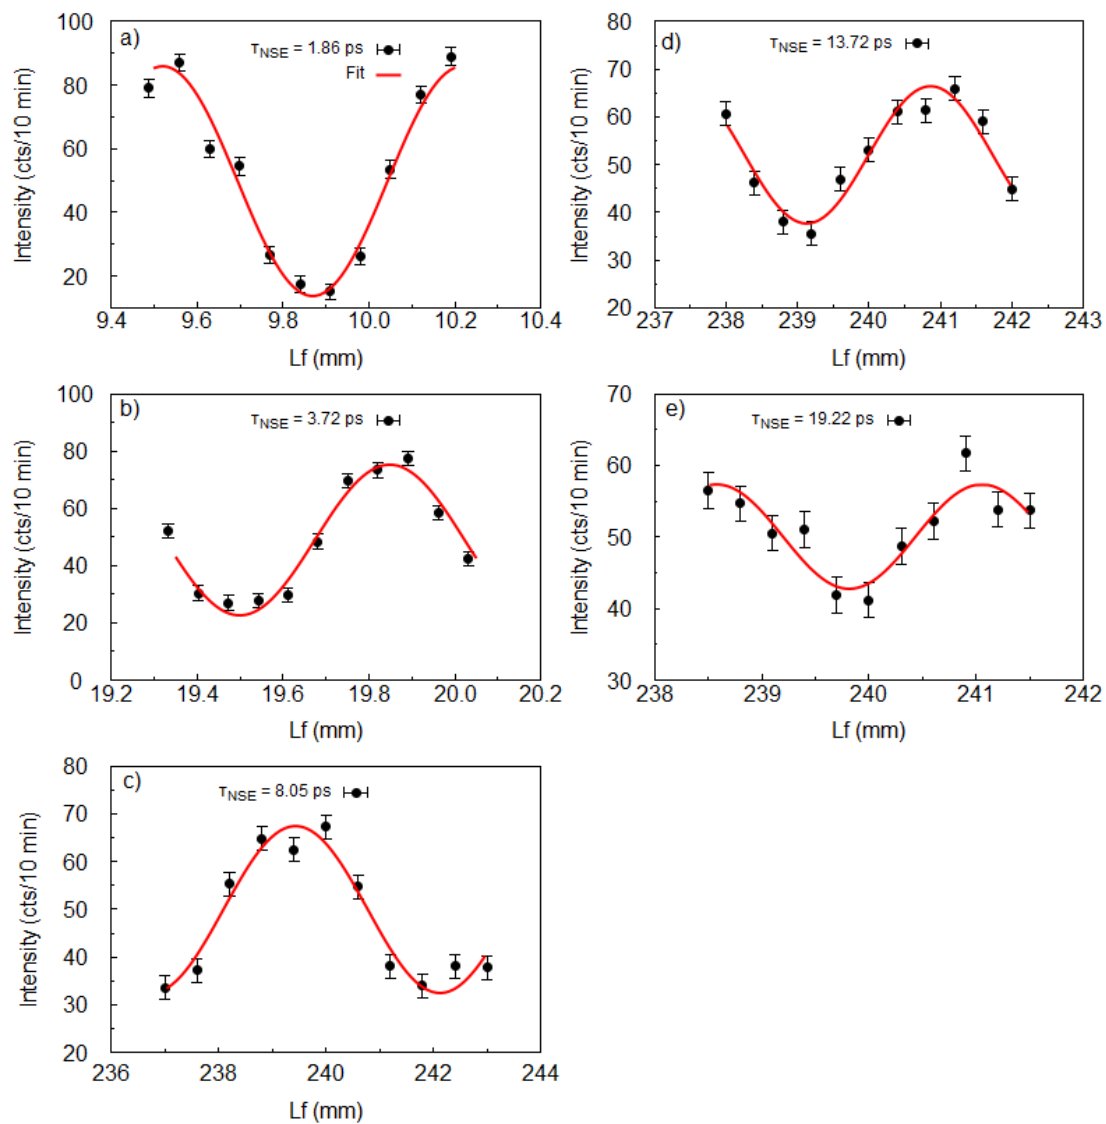 a)
τNSE = 1.86 ps
Fit
Intensity (cts/10 min)
100
80
60
40
20
9.4 9.6 9.8 10.0 10.2 10.4
Lf (mm)
b)
τNSE = 3.72 ps
Intensity (cts/10 min)
100
80
60
40
20
0
19.2 19.4 19.6 19.8 20.0 20.2
Lf (mm)
c)
τNSE = 8.05 ps
Intensity (cts/10 min)
80
70
60
50
40
30
20
236 238 240 242 244
Lf (mm)
d)
τNSE = 13.72 ps
Intensity (cts/10 min)
80
70
60
50
40
30
20
237 238 239 240 241 242 243
Lf (mm)
e)
τNSE = 19.22 ps
Intensity (cts/10 min)
70
60
50
40
30
238 239 240 241 242
Lf (mm)